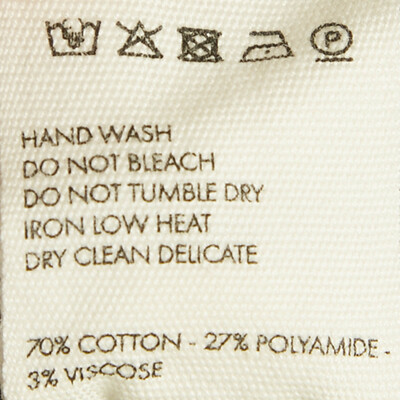 P
HAND WASH
DO NOT BLEACH
DO NOT TUMBLE DRY
IRON LOW HEAT
DRY CLEAN DELICATE
70% COTTON - 27% POLYAMIDE -
3% VISCOSE